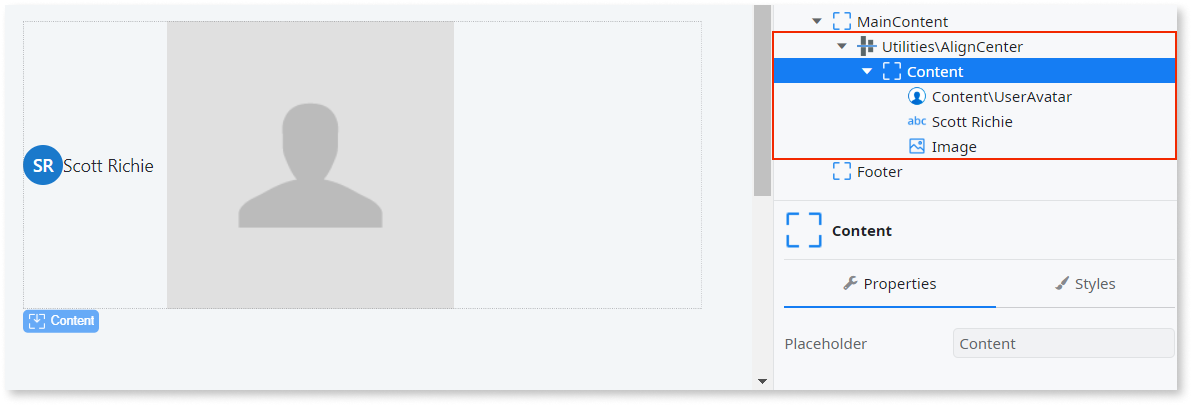 SR Scott Richie
Content
MainContent
Utilities\AlignCenter
Content
Content\UserAvatar
abc Scott Richie
Image
Footer
Content
Properties Styles
Placeholder Content